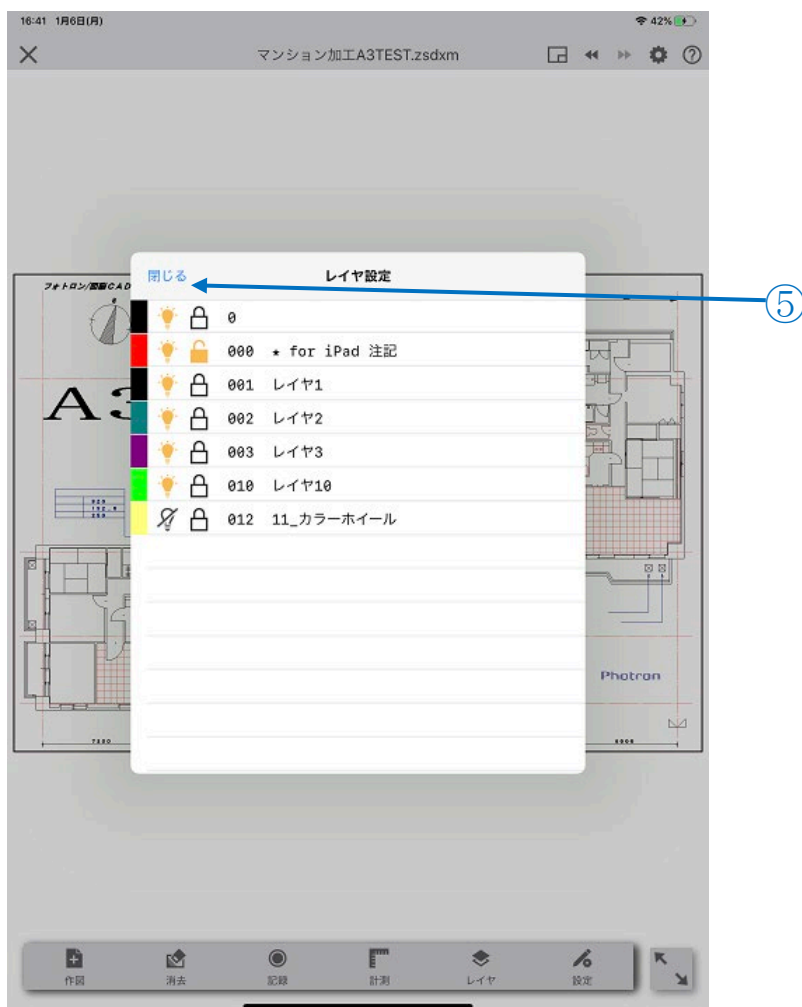 16:41 1月6日(月)
42%
マンション加工A3TEST.zsdxm
閉じる
レイヤ設定
⑤
フォトロン/図脳CAD
0
000 ★ for iPad 注記
001 レイヤ1
A3
002 レイヤ2
003 レイヤ3
010 レイヤ10
012 11_カラーホイール
Photron
7200
作図
消去
記録
計測
レイヤ
設定